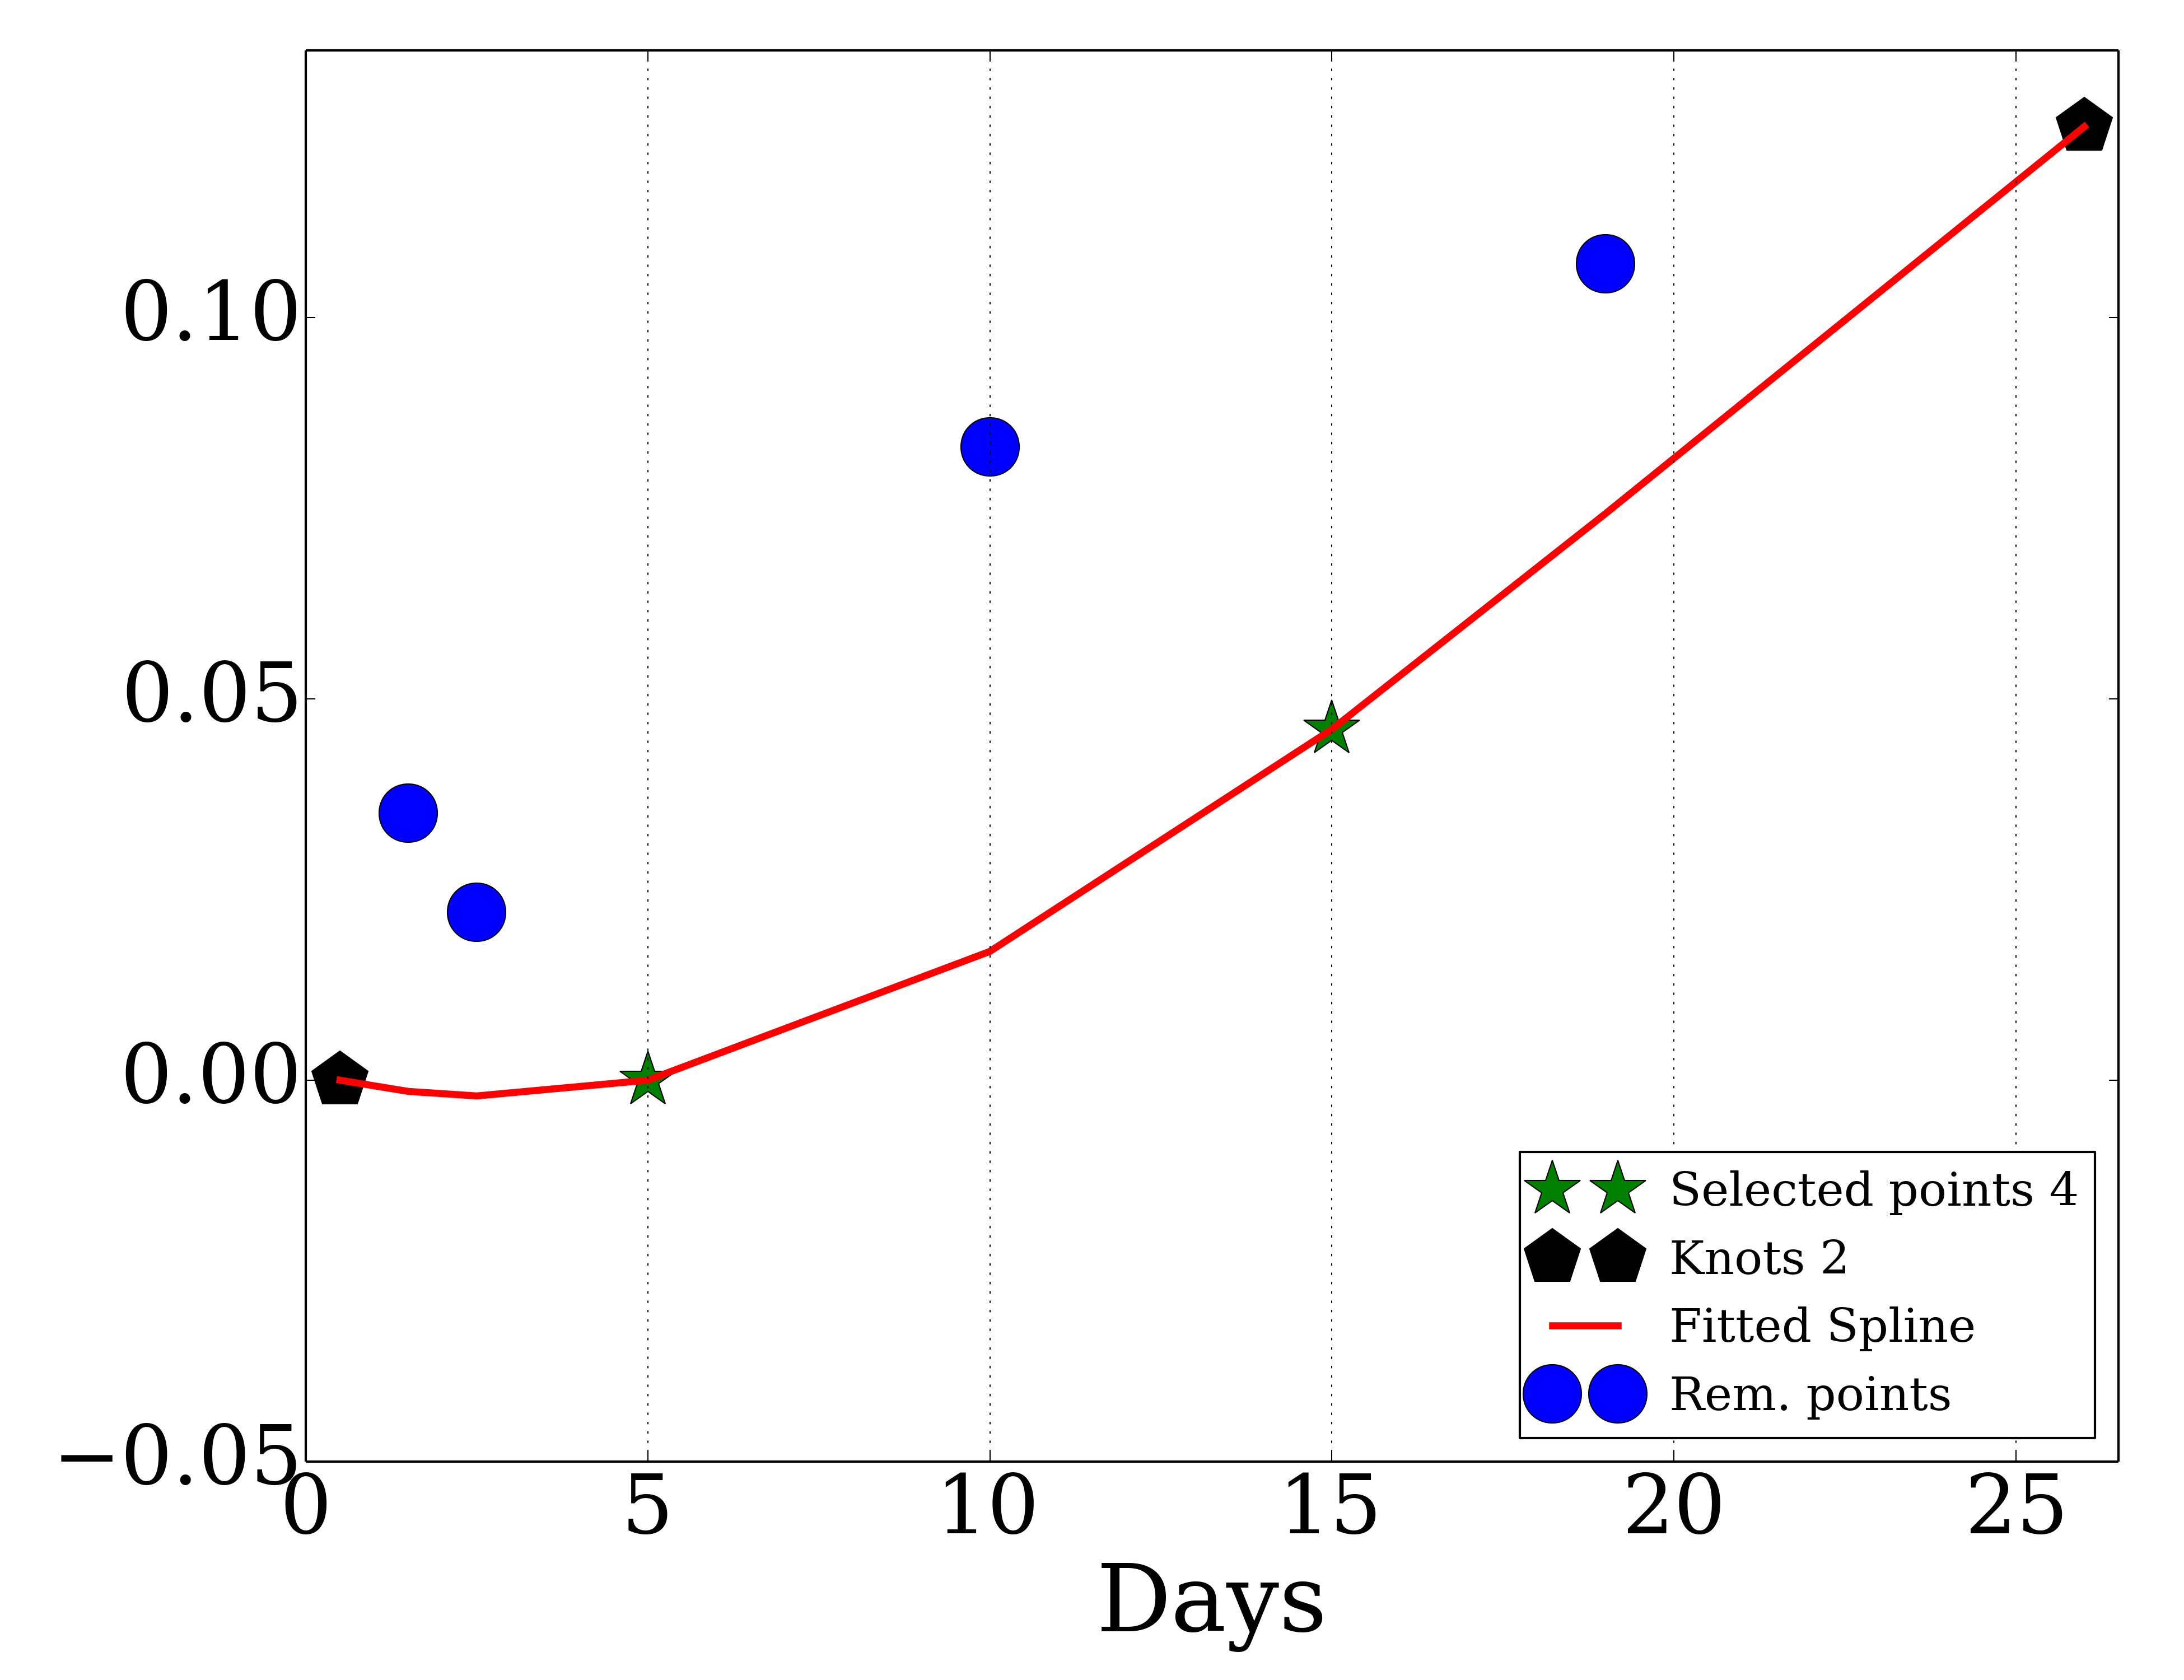 0.10
0.05
0.00
−0.05
0 5 10 15 20 25
Days
Selected points 4
Knots 2
Fitted Spline
Rem. points